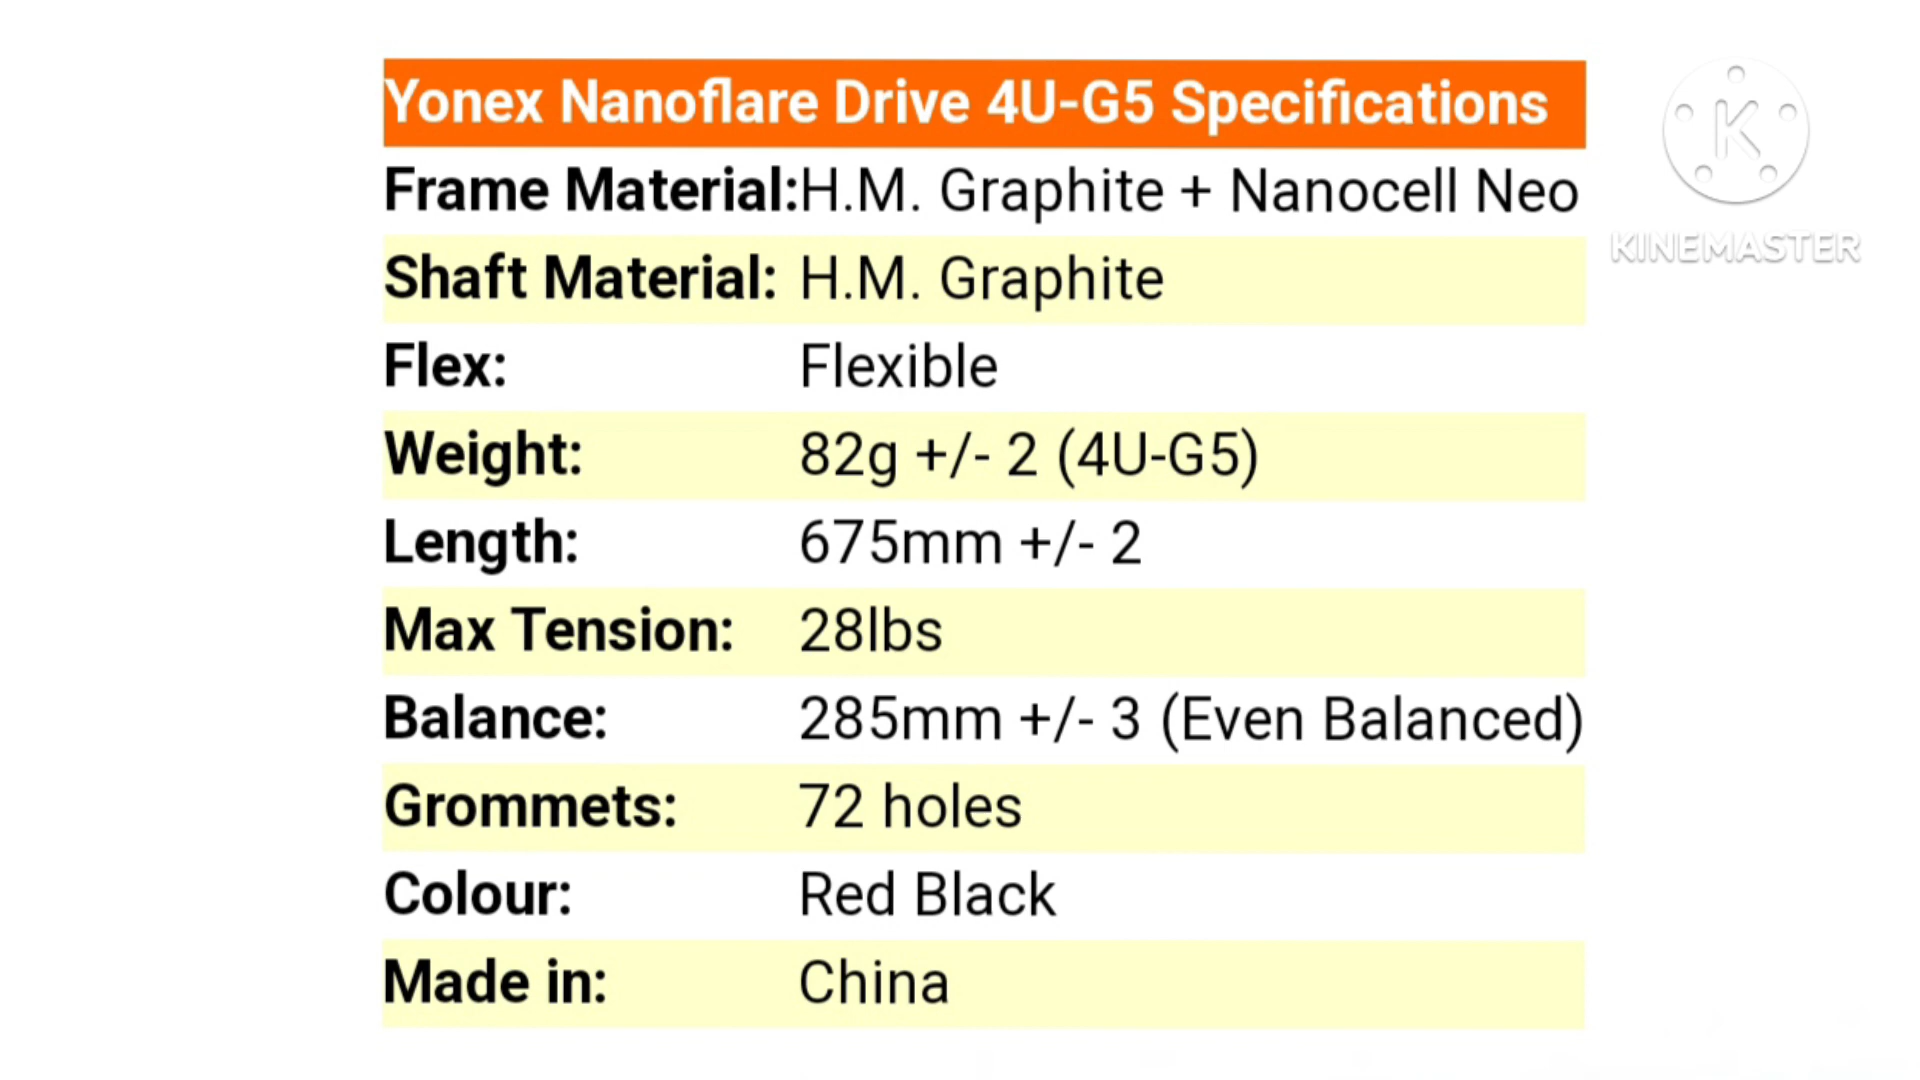 Yonex Nanoflare Drive 4U-G5 Specifications
Frame Material:H.M. Graphite + Nanocell Neo
Shaft Material: H.M. Graphite
Flex: Flexible
Weight: 82g +/- 2 (4U-G5)
Length: 675mm +/- 2
Max Tension: 28lbs
Balance: 285mm +/- 3 (Even Balanced)
Grommets: 72 holes
Colour: Red Black
Made in: China
K
KINEMASTER